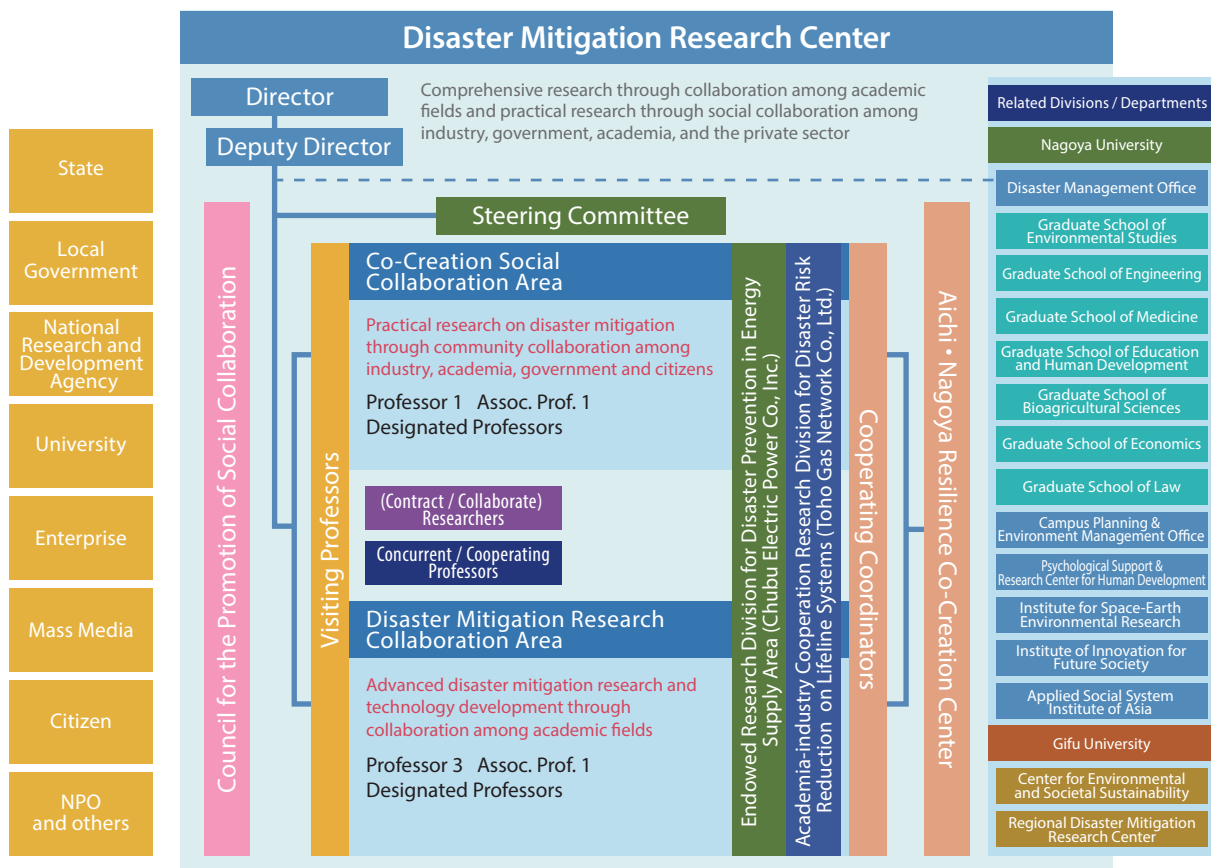 Disaster Mitigation Research Center
Director
Deputy Director
Comprehensive research through collaboration among academic
fields and practical research through social collaboration among
industry, government, academia, and the private sector
State
Local
Government
National
Research and
Development
Agency
University
Enterprise
Mass Media
Citizen
NPO
and others
Council for the Promotion of Social Collaboration
Steering Committee
Visiting Professors
Co-Creation Social
Collaboration Area
Practical research on disaster mitigation
through community collaboration among
industry, academia, government and citizens
Professor 1 Assoc. Prof. 1
Designated Professors
(Contract / Collaborate)
Researchers
Concurrent / Cooperating
Professors
Disaster Mitigation Research
Collaboration Area
Advanced disaster mitigation research and
technology development through
collaboration among academic fields
Professor 3 Assoc. Prof. 1
Designated Professors
Endowed Research Division for Disaster Prevention in Energy
Supply Area (Chubu Electric Power Co., Inc.)
Academia-industry Cooperation Research Division for Disaster Risk
Reduction on Lifeline Systems (Toho Gas Network Co., Ltd.)
Cooperating Coordinators
Aichi・Nagoya Resilience Co-Creation Center
Related Divisions / Departments
Nagoya University
Disaster Management Office
Graduate School of
Environmental Studies
Graduate School of Engineering
Graduate School of Medicine
Graduate School of Education
and Human Development
Graduate School of
Bioagricultural Sciences
Graduate School of Economics
Graduate School of Law
Campus Planning &
Environment Management Office
Psychological Support &
Research Center for Human Development
Institute for Space-Earth
Environmental Research
Institute of Innovation for
Future Society
Applied Social System
Institute of Asia
Gifu University
Center for Environmental
and Societal Sustainability
Regional Disaster Mitigation
Research Center